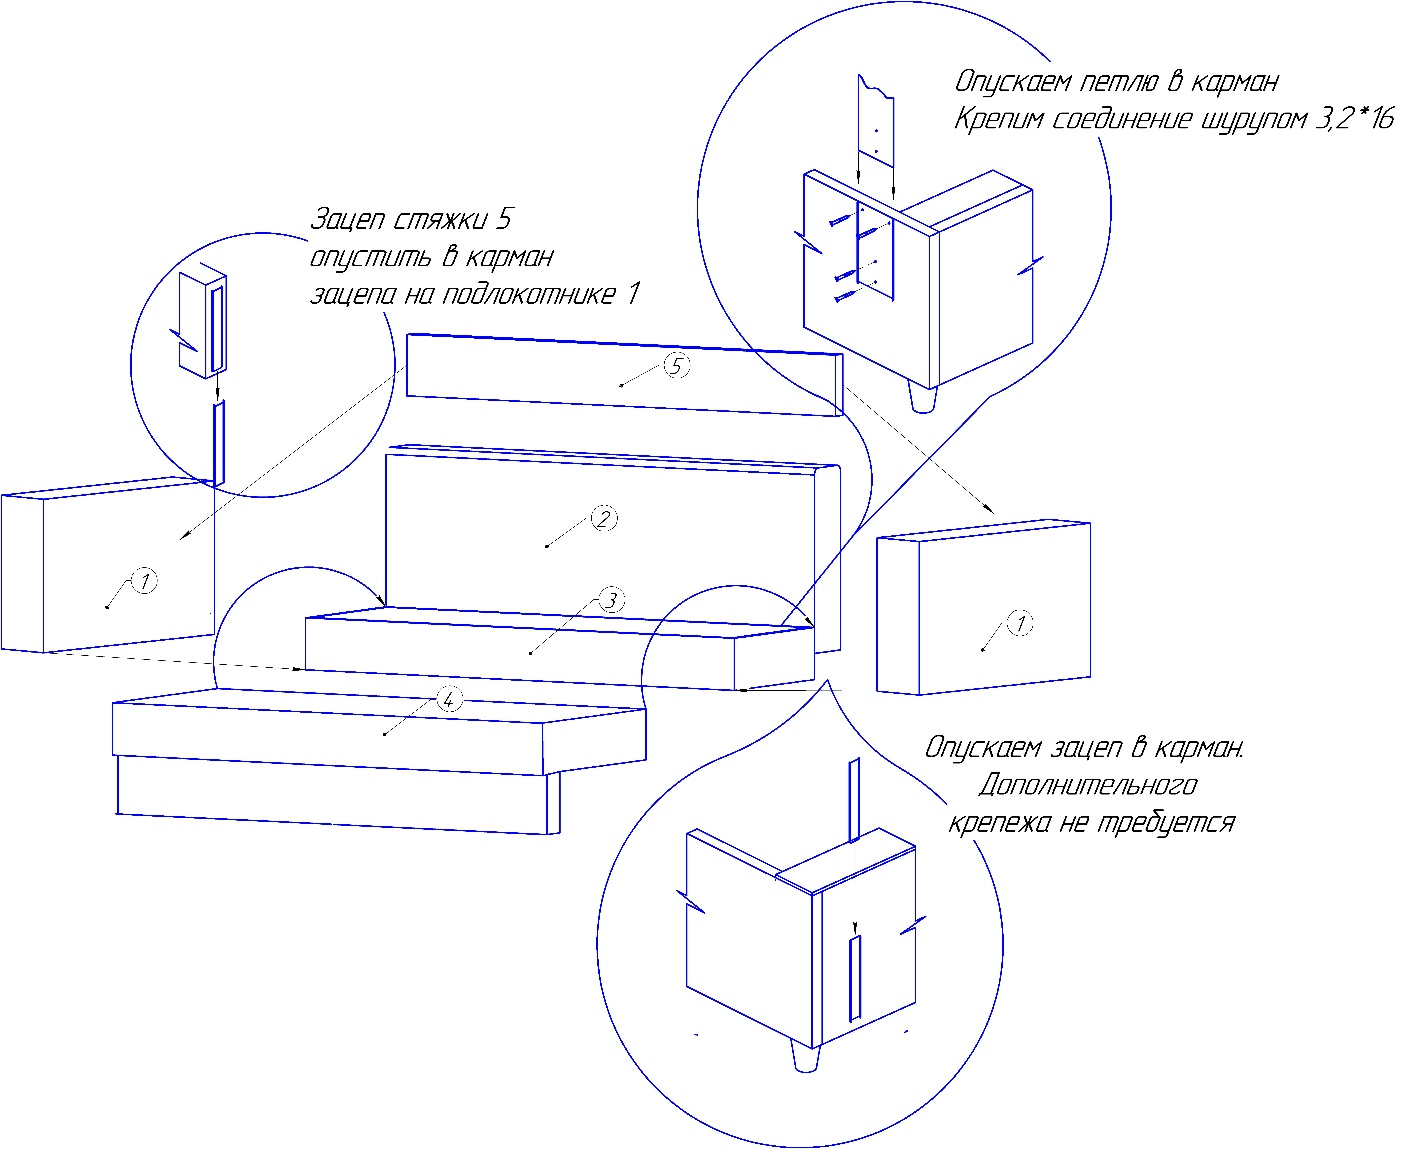 Опускаем петлю в карман
Крепим соединение шурупом 3,2*16
Зацеп стяжки 5
опустить в карман
зацепа на подлокотнике 1
5
2
1
3
1
4
Опускаем зацеп в карман.
Дополнительного
крепежа не требуется